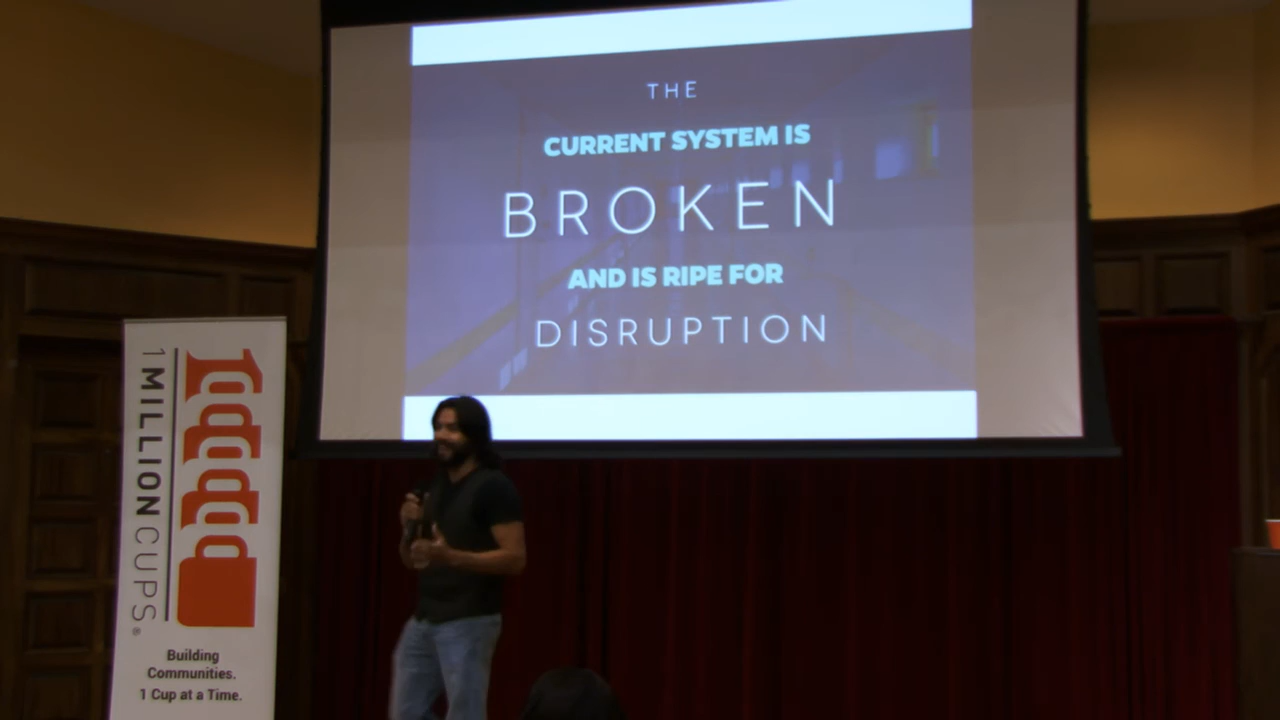 THE
CURRENT SYSTEM IS
BROKEN
AND IS RIPE FOR
DISRUPTION
1 MILLION CUPS®
Building
Communities.
1 Cup at a Time.